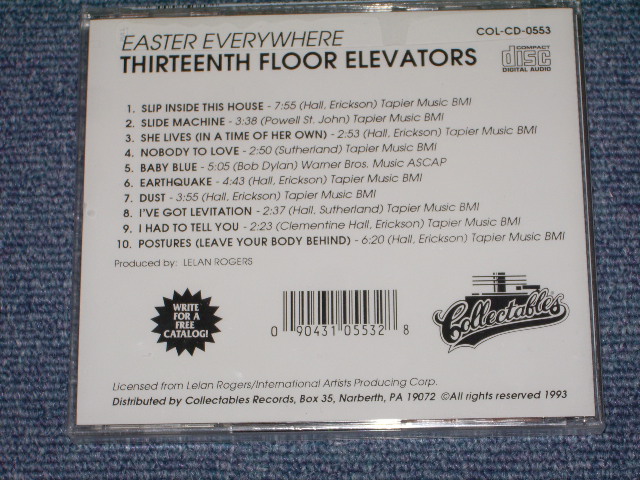 EASTER EVERYWHERE
COL-CD-0553
THIRTEENTH FLOOR ELEVATORS
COMPACT
disc
DIGITAL AUDIO
1. SLIP INSIDE THIS HOUSE - 7:55 (Hall, Erickson) Tapier Music BMI
2. SLIDE MACHINE - 3:38 (Powell St. John) Tapier Music BMI
3. SHE LIVES (IN A TIME OF HER OWN) - 2:53 (Hall, Erickson) Tapier Music BMI
4. NOBODY TO LOVE - 2:50 (Sutherland) Tapier Music BMI
5. BABY BLUE - 5:05 (Bob Dylan) Warner Bros. Music ASCAP
6. EARTHQUAKE - 4:43 (Hall, Erickson) Tapier Music BMI
7. DUST - 3:55 (Hall, Erickson) Tapier Music BMI
8. I'VE GOT LEVITATION - 2:37 (Hall, Sutherland) Tapier Music BMI
9. I HAD TO TELL YOU - 2:23 (Clementine Hall, Erickson) Tapier Music BMI
10. POSTURES (LEAVE YOUR BODY BEHIND) - 6:20 (Hall, Erickson) Tapier Music BMI
Produced by: LELAN ROGERS
WRITE
FOR A
FREE
CATALOG!
0 90431 05532 8
Collectables
Licensed from Lelan Rogers/International Artists Producing Corp.
Distributed by Collectables Records, Box 35, Narberth, PA 19072 ©All rights reserved 1993